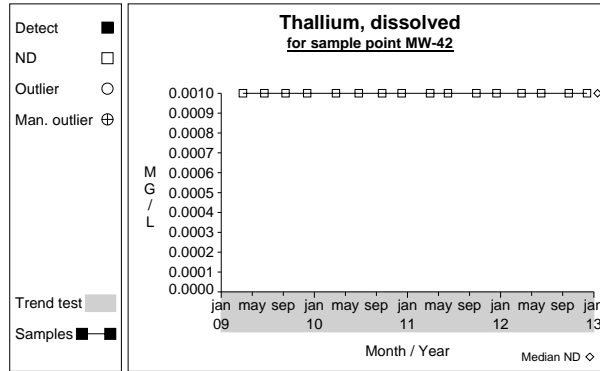 Detect
ND
Outlier
Man. outlier
Trend test
Samples
Thallium, dissolved
for sample point MW-42
M
G
/
L
0.0010
0.0009
0.0008
0.0007
0.0006
0.0005
0.0004
0.0003
0.0002
0.0001
0.0000
jan may sep jan may sep jan may sep jan may sep jan
09 10 11 12 13
Month / Year
Median ND